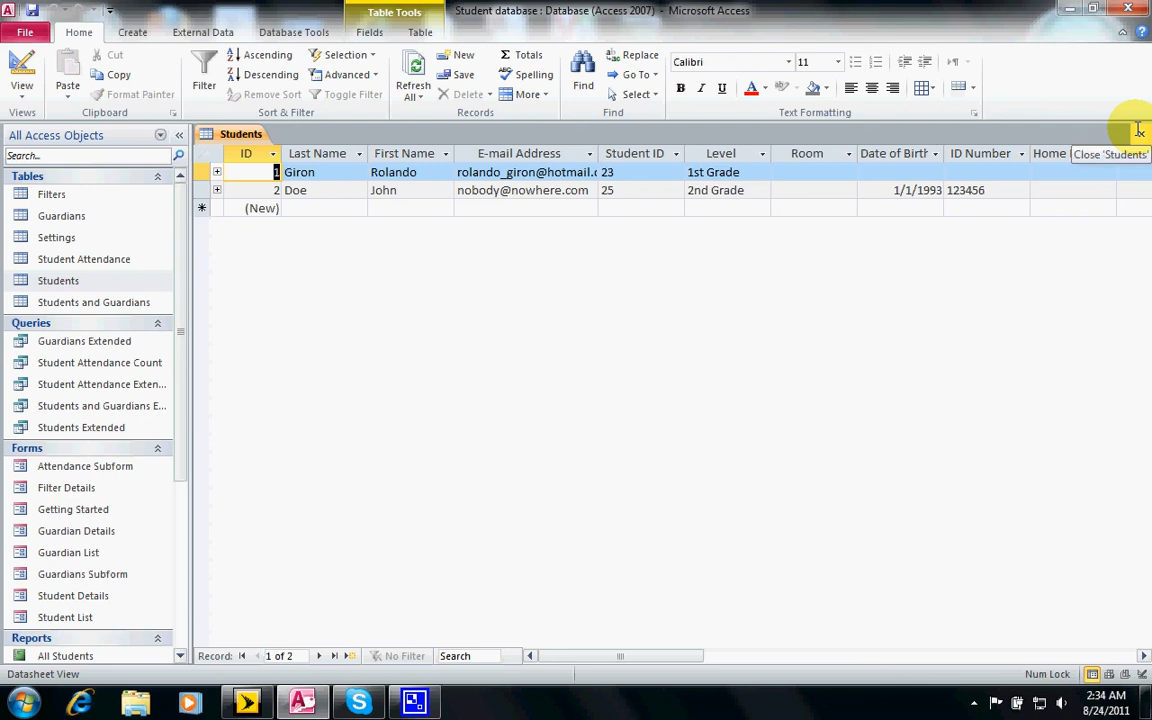 Table Tools
Student database : Database (Access 2007) - Microsoft Access
File Home Create External Data Database Tools Fields Table
View
Views
Paste
Cut
Copy
Format Painter
Clipboard
Filter
Ascending
Descending
Remove Sort
Selection
Advanced
Toggle Filter
Sort & Filter
Refresh
All
New
Save
Delete
Totals
Spelling
More
Records
Find
Replace
Go To
Select
Find
Calibri 11
B I U A
Text Formatting
All Access Objects
Search...
Tables
Filters
Guardians
Settings
Student Attendance
Students
Students and Guardians
Queries
Guardians Extended
Student Attendance Count
Student Attendance Exten...
Students and Guardians E...
Students Extended
Forms
Attendance Subform
Filter Details
Getting Started
Guardian Details
Guardian List
Guardians Subform
Student Details
Student List
Reports
All Students
Students
ID Last Name First Name E-mail Address Student ID Level Room Date of Birth ID Number Home
Close 'Students'
1 Giron Rolando rolando_giron@hotmail.c 23 1st Grade
2 Doe John nobody@nowhere.com 25 2nd Grade 1/1/1993 123456
(New)
Record: 1 of 2 No Filter Search
Datasheet View Num Lock
2:34 AM
8/24/2011